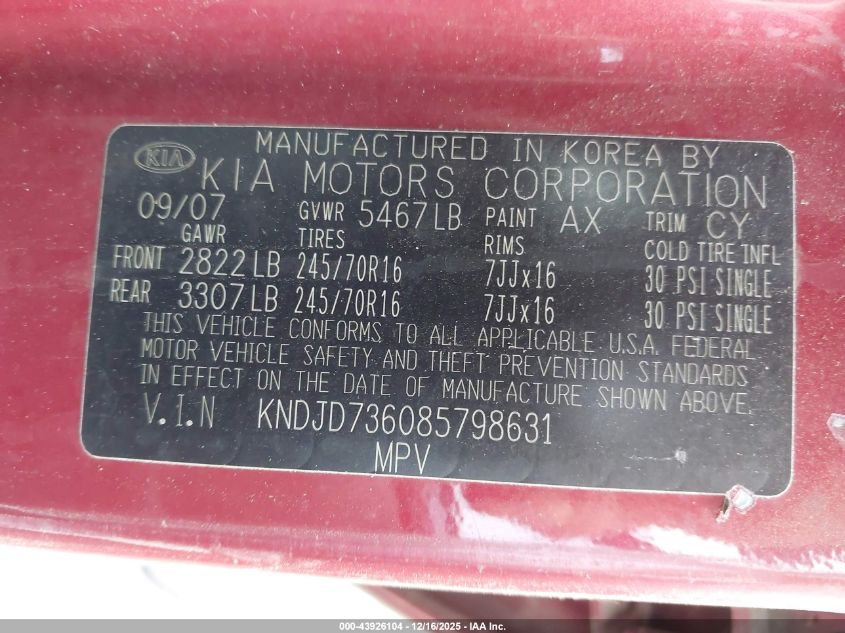 MANUFACTURED IN KOREA BY
KIA KIA MOTORS CORPORATION
09/07 GVWR 5467LB PAINT AX TRIM CY
GAWR TIRES RIMS COLD TIRE INFL
FRONT 2822LB 245/70R16 7JJx16 30 PSI SINGLE
REAR 3307LB 245/70R16 7JJx16 30 PSI SINGLE
THIS VEHICLE CONFORMS TO ALL APPLICABLE U.S.A. FEDERAL
MOTOR VEHICLE SAFETY AND THEFT PREVENTION STANDARDS
IN EFFECT ON THE DATE OF MANUFACTURE SHOWN ABOVE.
V.I.N KNDJD736085798631
MPV
000-43926104 - 12/16/2025 - IAA Inc.